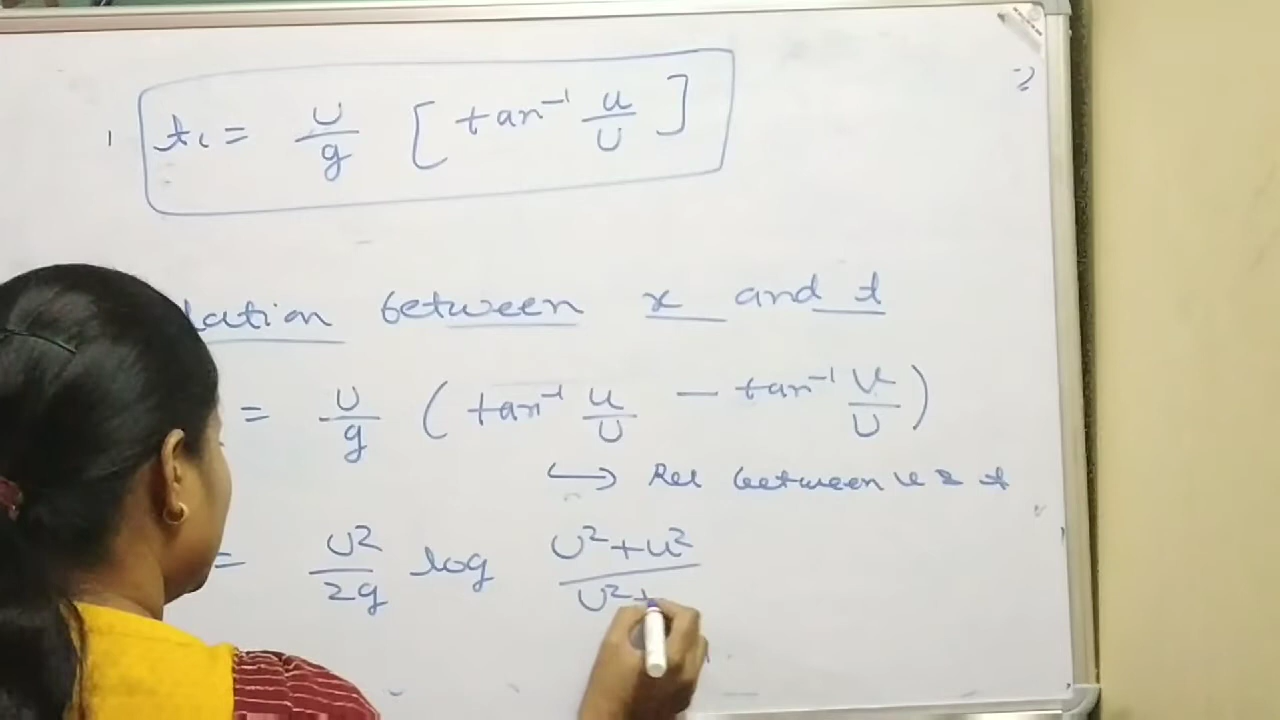 t₁ = U/g [tan⁻¹ u/U]
lation between x and t
= U/g (tan⁻¹ u/U − tan⁻¹ v/U)
↪ Rel between v & t
= U²/2g log U²+u²/U²+